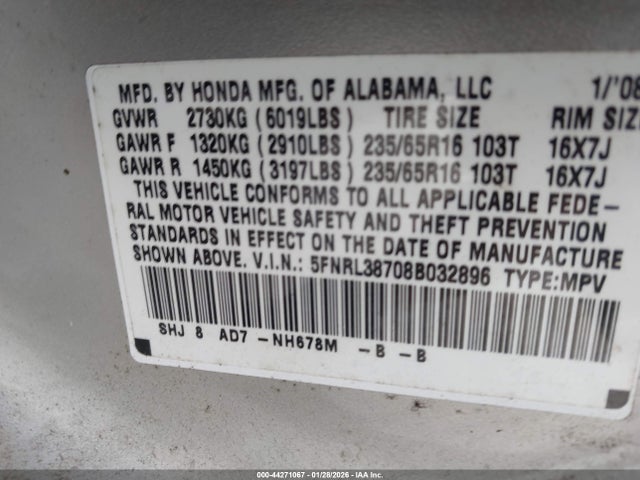 MFD. BY HONDA MFG. OF ALABAMA, LLC 1/'08
GVWR 2730KG (6019LBS) TIRE SIZE RIM SIZE
GAWR F 1320KG (2910LBS) 235/65R16 103T 16X7J
GAWR R 1450KG (3197LBS) 235/65R16 103T 16X7J
THIS VEHICLE CONFORMS TO ALL APPLICABLE FEDE-
RAL MOTOR VEHICLE SAFETY AND THEFT PREVENTION
STANDARDS IN EFFECT ON THE DATE OF MANUFACTURE
SHOWN ABOVE. V.I.N.: 5FNRL38708B032896 TYPE:MPV
SHJ 8 AD7 -NH678M -B -B
000-44271067 | 01/28/2026 - IAA Inc.